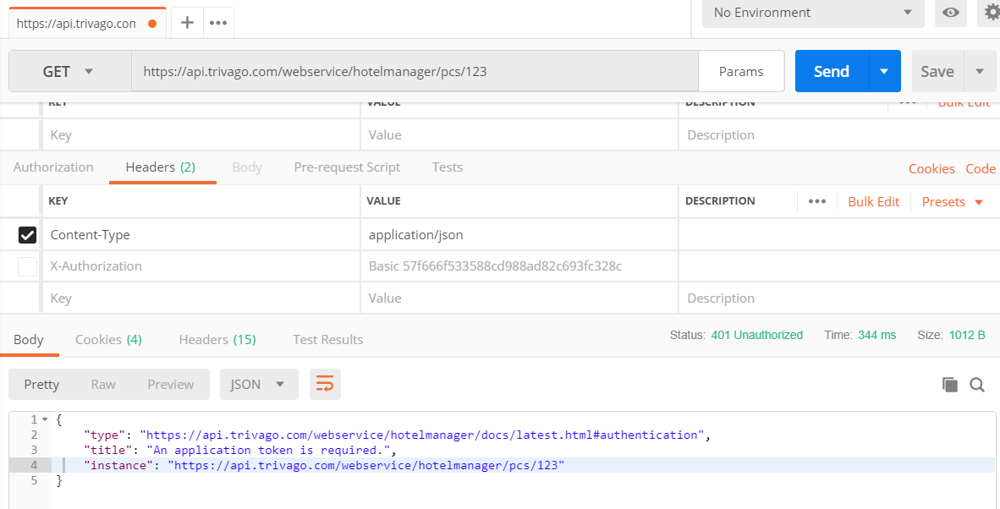 https://api.trivago.con
No Environment
GET https://api.trivago.com/webservice/hotelmanager/pcs/123 Params Send Save
KEY VALUE DESCRIPTION Bulk Edit
Key Value Description
Authorization Headers (2) Body Pre-request Script Tests Cookies Code
KEY VALUE DESCRIPTION Bulk Edit Presets
Content-Type application/json
X-Authorization Basic 57f666f533588cd988ad82c693fc328c
Key Value Description
Body Cookies (4) Headers (15) Test Results Status: 401 Unauthorized Time: 344 ms Size: 1012 B
Pretty Raw Preview JSON
1 {
2 "type": "https://api.trivago.com/webservice/hotelmanager/docs/latest.html#authentication",
3 "title": "An application token is required.",
4 "instance": "https://api.trivago.com/webservice/hotelmanager/pcs/123"
5 }